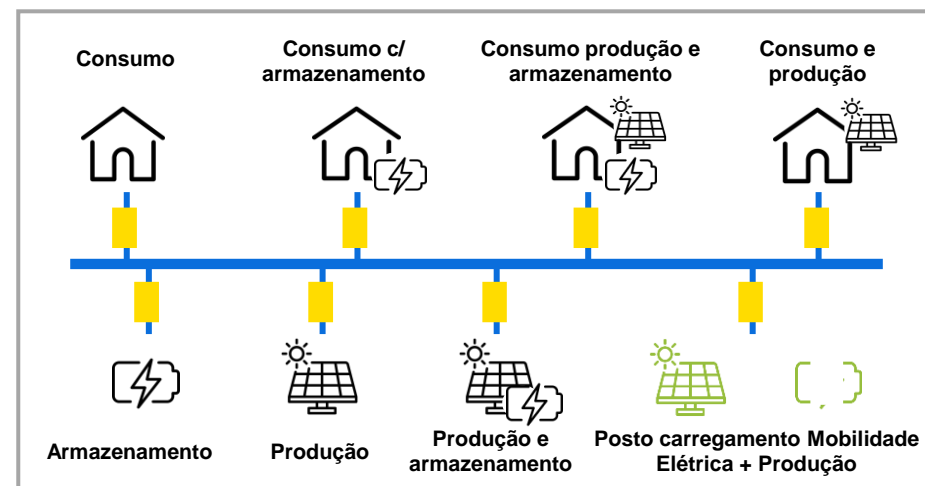 Consumo
Consumo c/
armazenamento
Consumo produção e
armazenamento
Consumo e
produção
Armazenamento
Produção
Produção e
armazenamento
Posto carregamento Mobilidade
Elétrica + Produção